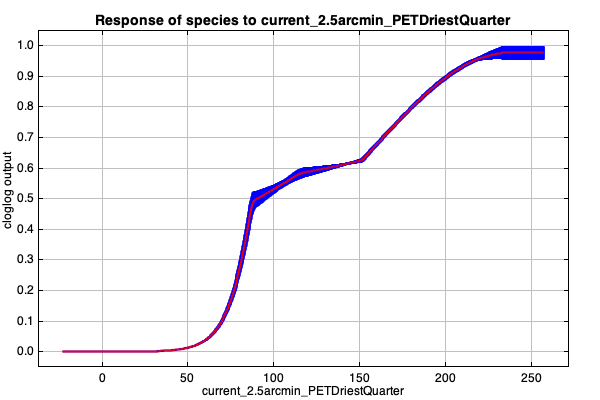 Response of species to current_2.5arcmin_PETDriestQuarter
1.0
0.9
0.8
0.7
0.6
0.5
0.4
0.3
0.2
0.1
0.0
cloglog output
0 50 100 150 200 250
current_2.5arcmin_PETDriestQuarter